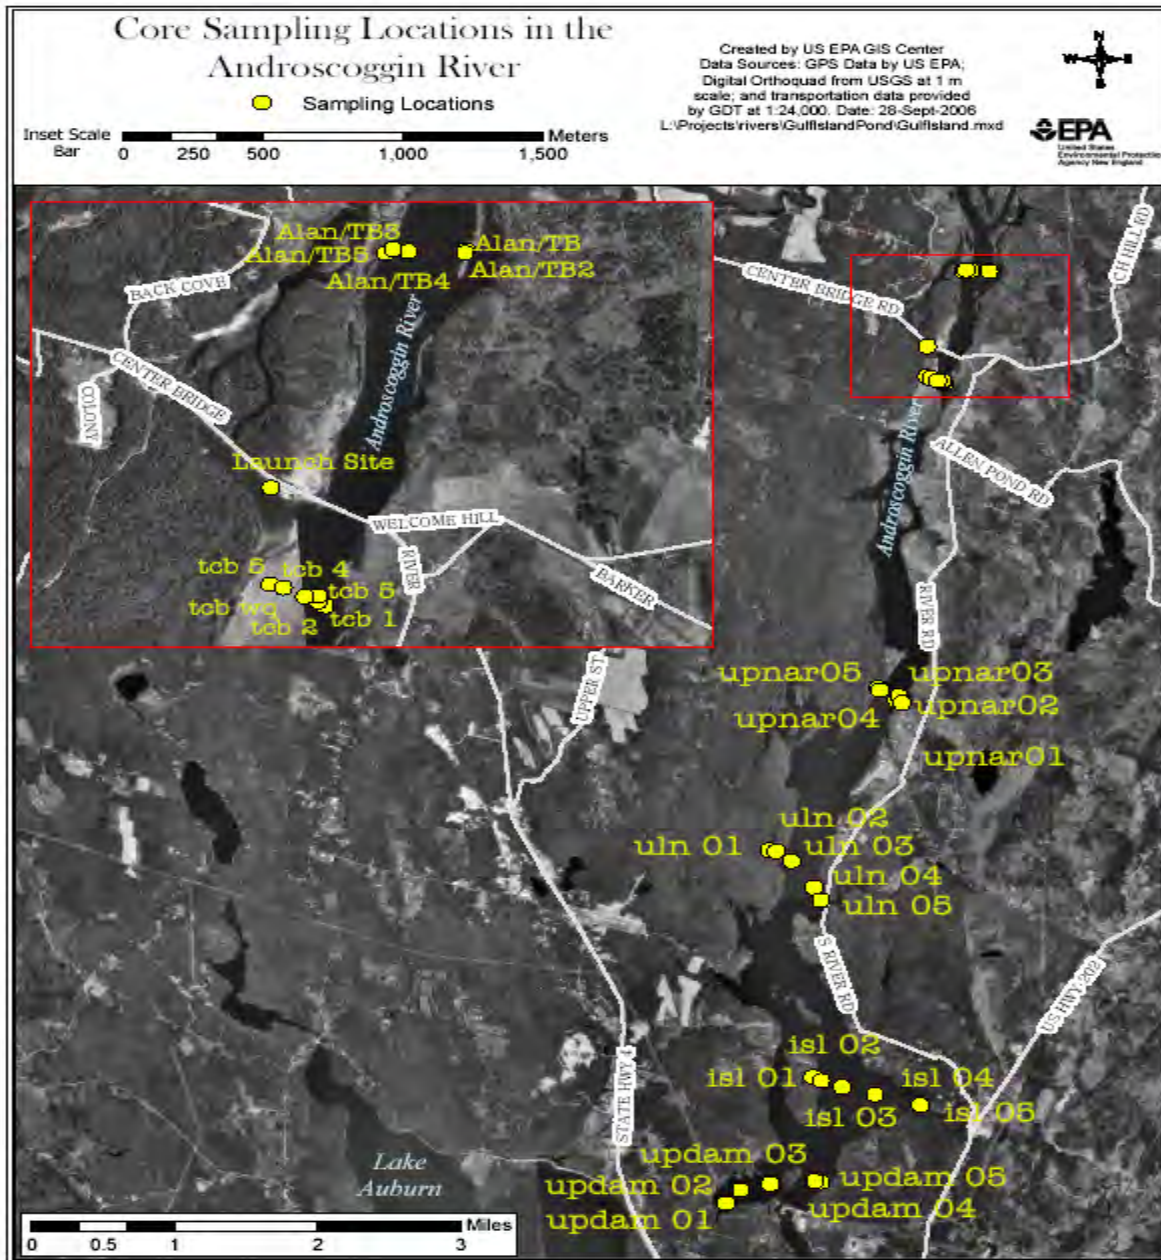 Core Sampling Locations in the
Androscoggin River
Sampling Locations
Inset Scale
Bar
Meters
0 250 500 1,000 1,500
Created by US EPA GIS Center
Data Sources: GPS Data by US EPA;
Digital Orthoquad from USGS at 1 m
scale; and transportation data provided
by GDT at 1:24,000. Date: 28-Sept-2006
L:\Projects\rivers\GulfIslandPond\GulfIsland.mxd
N
W E
S
EPA
United States
Environmental Protection
Agency New England
Alan/TB3
Alan/TB5
Alan/TB4
Alan/TB
Alan/TB2
BACK COVE
CENTER BRIDGE
COLONY
Androscoggin River
Launch Site
WELCOME HILL
RIVER
BARKER
tcb 6
tcb 4
tcb 5
tcb wq
tcb 2
tcb 1
CENTER BRIDGE RD
CH HILL RD
Androscoggin River
ALLEN POND RD
RIVER RD
UPPER ST
upnar05
upnar03
upnar04
upnar02
upnar01
uln 02
uln 01
uln 03
uln 04
uln 05
S RIVER RD
US HWY 202
STATE HWY 4
isl 02
isl 01
isl 04
isl 03
isl 05
updam 03
updam 02
updam 05
updam 01
updam 04
Lake
Auburn
Miles
0 0.5 1 2 3